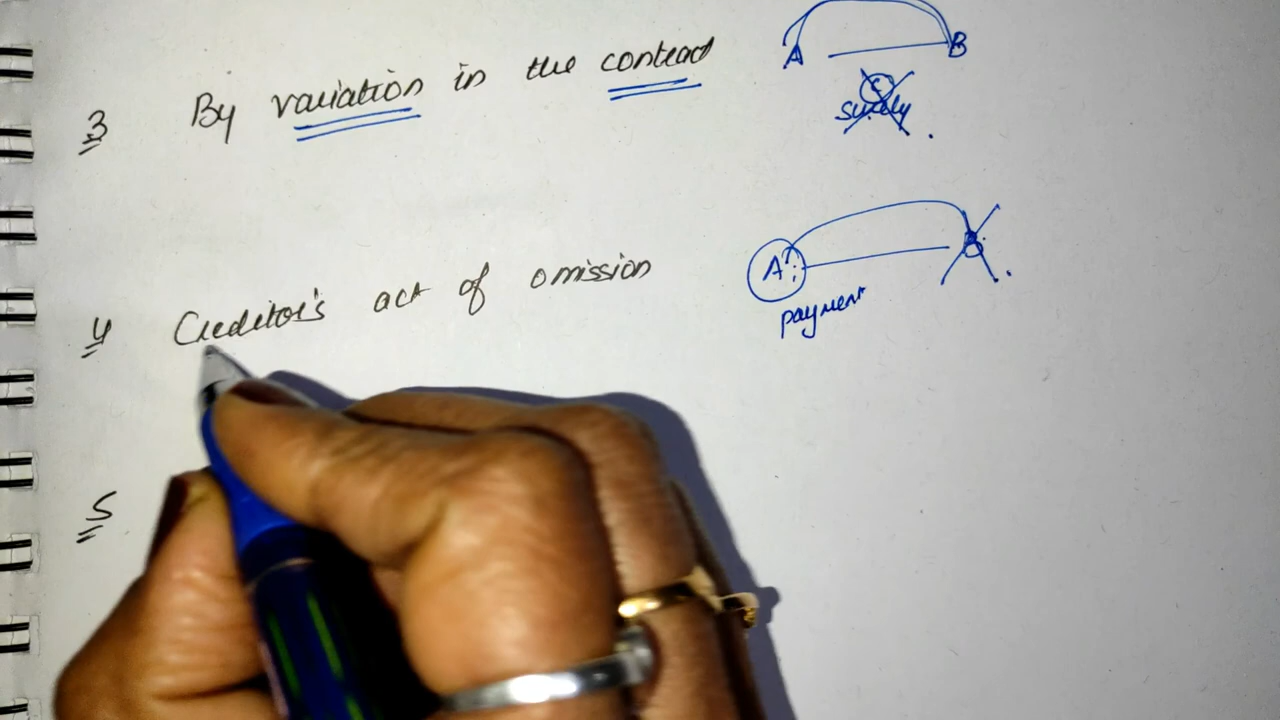 3 By variation in the contract
A B
C
surety
4 Creditor's act of omission
A
payment
5